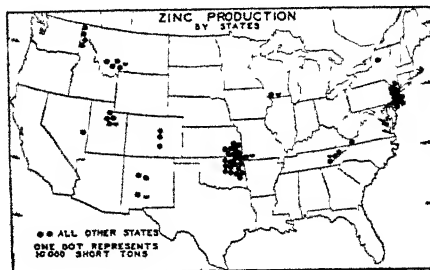 ZINC PRODUCTION
BY STATES
ALL OTHER STATES
ONE DOT REPRESENTS
10000 SHORT TONS